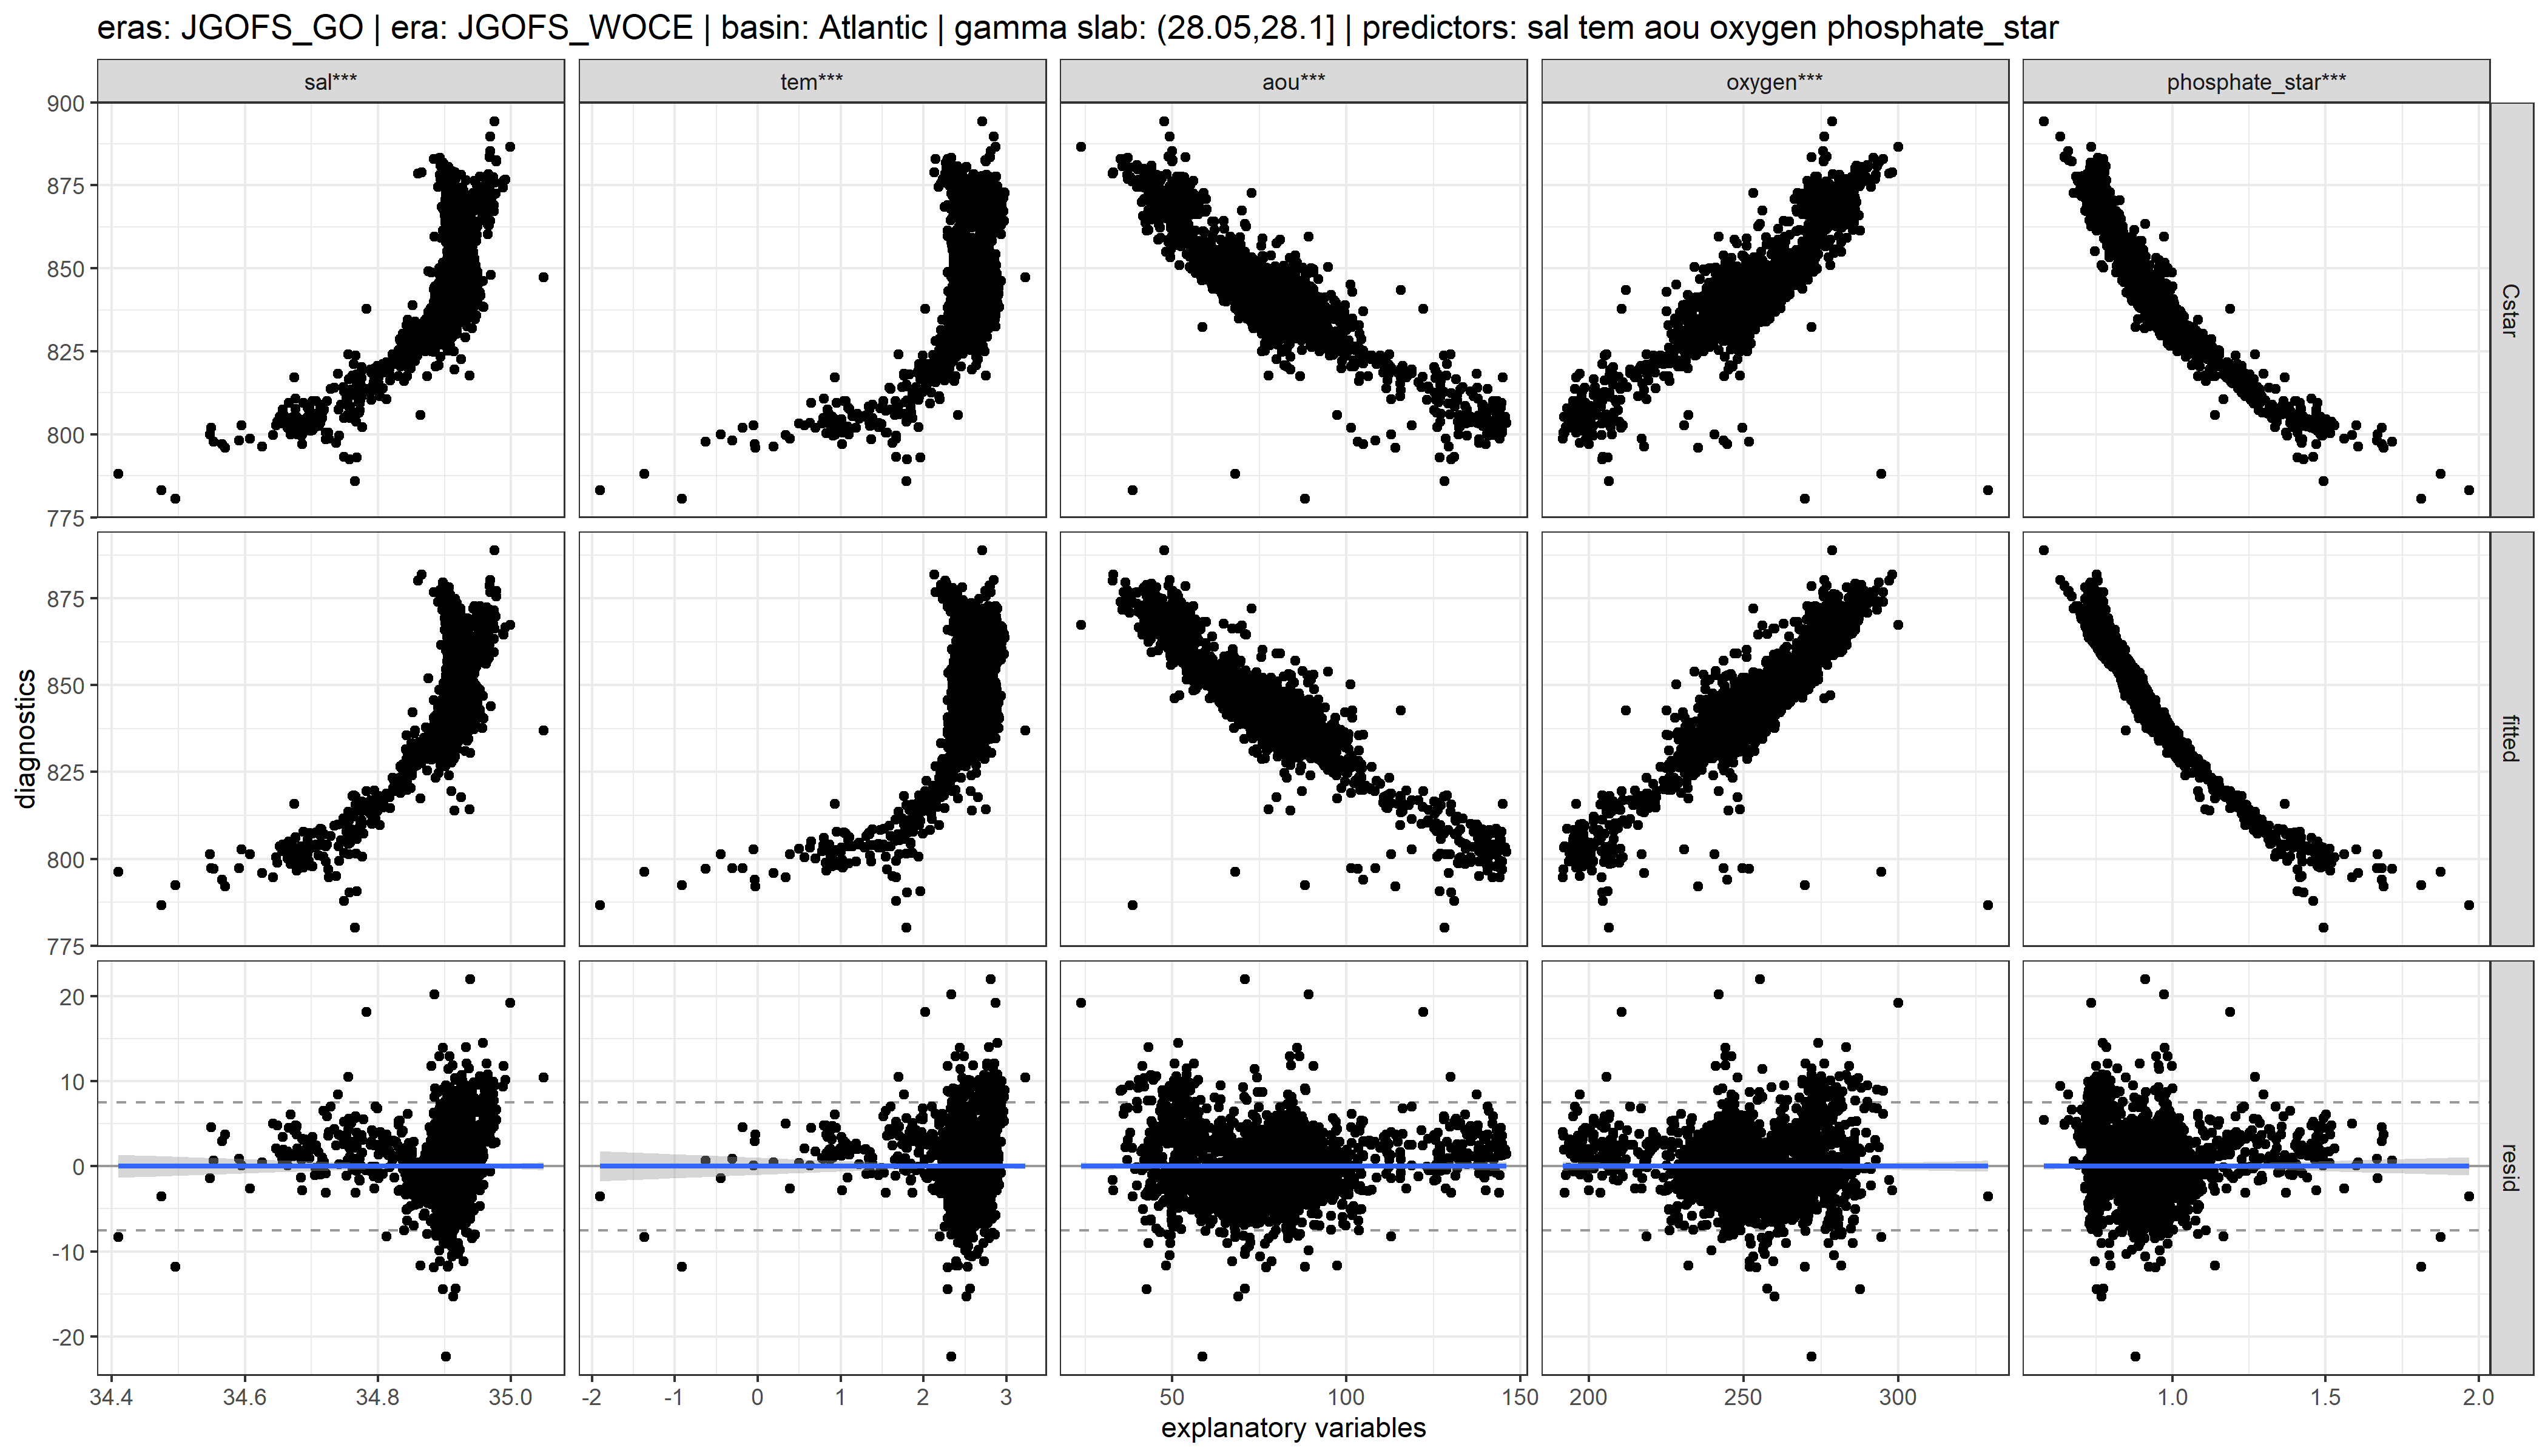 eras: JGOFS_GO | era: JGOFS_WOCE | basin: Atlantic | gamma slab: (28.05,28.1] | predictors: sal tem aou oxygen phosphate_star
sal*** tem*** aou*** oxygen*** phosphate_star***
900
875
850
825
800
775
Cstar
875
850
825
800
775
fitted
diagnostics
20
10
0
-10
-20
resid
34.4 34.6 34.8 35.0 -2 -1 0 1 2 3 50 100 150 200 250 300 1.0 1.5 2.0
explanatory variables